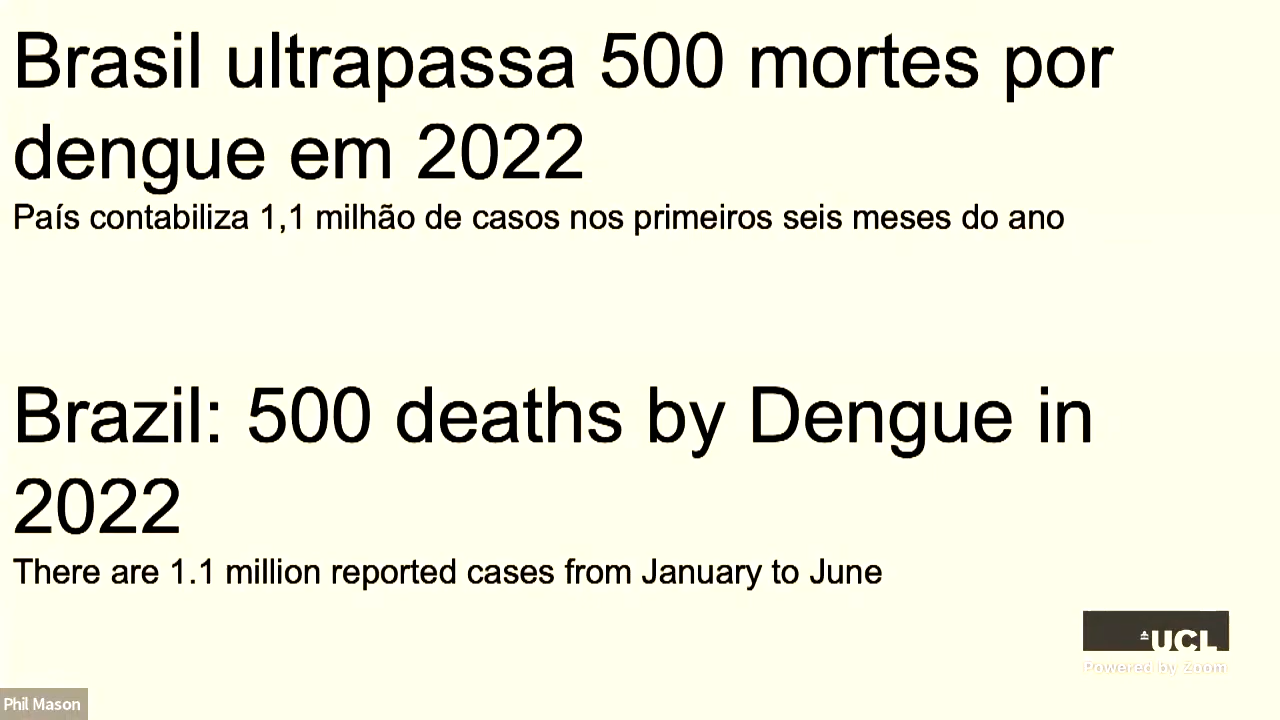 Brasil ultrapassa 500 mortes por
dengue em 2022
País contabiliza 1,1 milhão de casos nos primeiros seis meses do ano
Brazil: 500 deaths by Dengue in
2022
There are 1.1 million reported cases from January to June
UCL
Powered by Zoom
Phil Mason